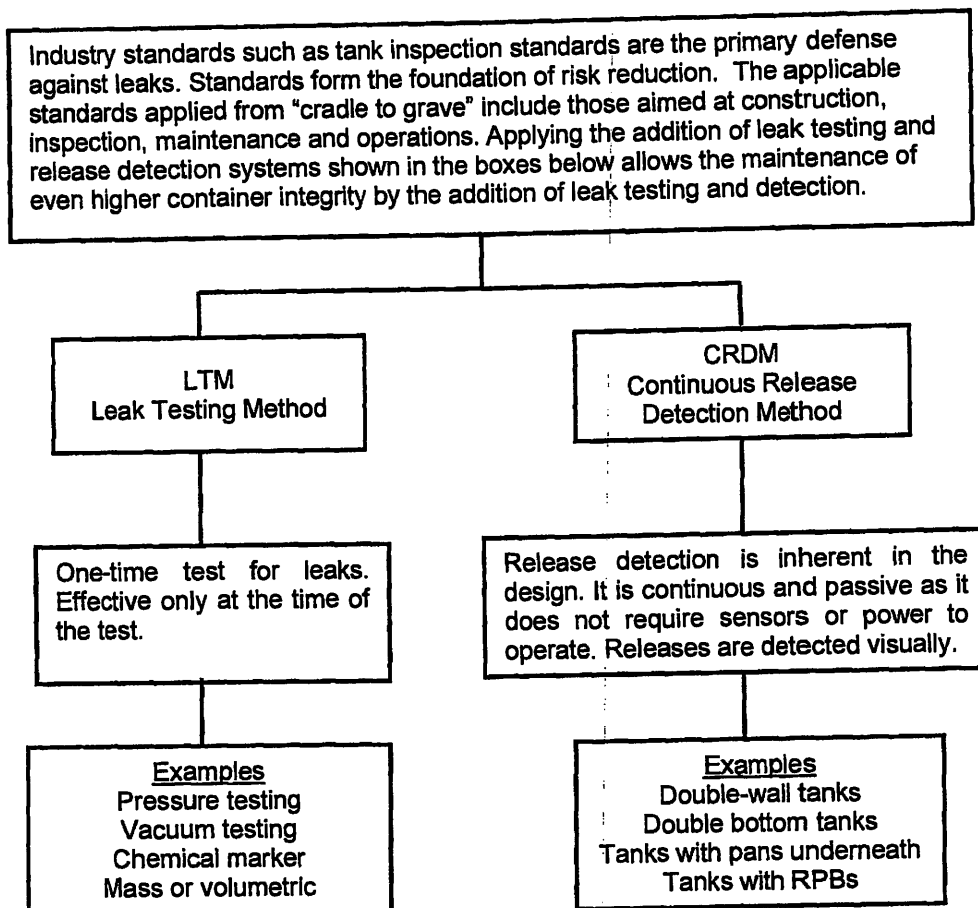 Industry standards such as tank inspection standards are the primary defense
against leaks. Standards form the foundation of risk reduction. The applicable
standards applied from "cradle to grave" include those aimed at construction,
inspection, maintenance and operations. Applying the addition of leak testing and
release detection systems shown in the boxes below allows the maintenance of
even higher container integrity by the addition of leak testing and detection.
LTM
Leak Testing Method
CRDM
Continuous Release
Detection Method
One-time test for leaks.
Effective only at the time of
the test.
Release detection is inherent in the
design. It is continuous and passive as it
does not require sensors or power to
operate. Releases are detected visually.
Examples
Pressure testing
Vacuum testing
Chemical marker
Mass or volumetric
Examples
Double-wall tanks
Double bottom tanks
Tanks with pans underneath
Tanks with RPBs